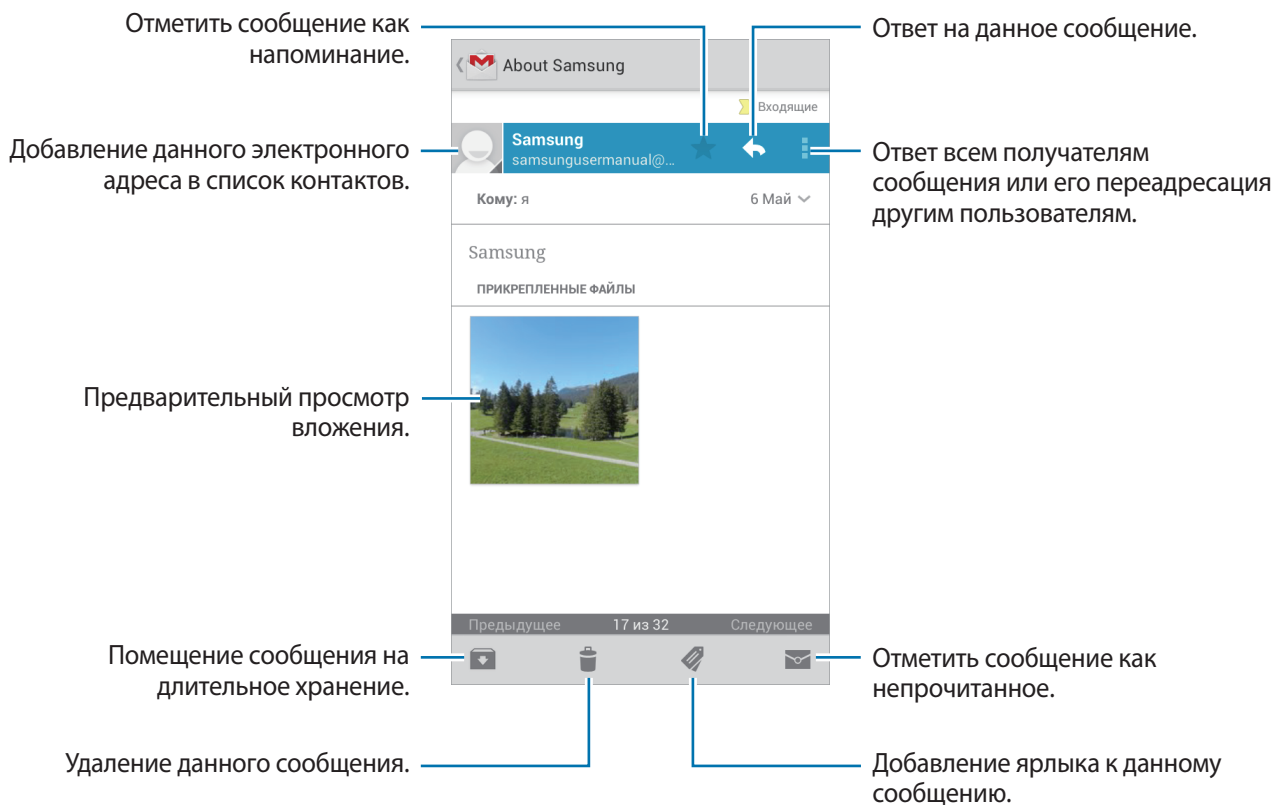 Отметить сообщение как
напоминание.
Ответ на данное сообщение.
About Samsung
Входящие
Добавление данного электронного
адреса в список контактов.
Samsung
samsungusermanual@...
Ответ всем получателям
сообщения или его переадресация
другим пользователям.
Кому: я
6 Май
Samsung
ПРИКРЕПЛЕННЫЕ ФАЙЛЫ
Предварительный просмотр
вложения.
Предыдущее 17 из 32 Следующее
Помещение сообщения на
длительное хранение.
Отметить сообщение как
непрочитанное.
Удаление данного сообщения.
Добавление ярлыка к данному
сообщению.